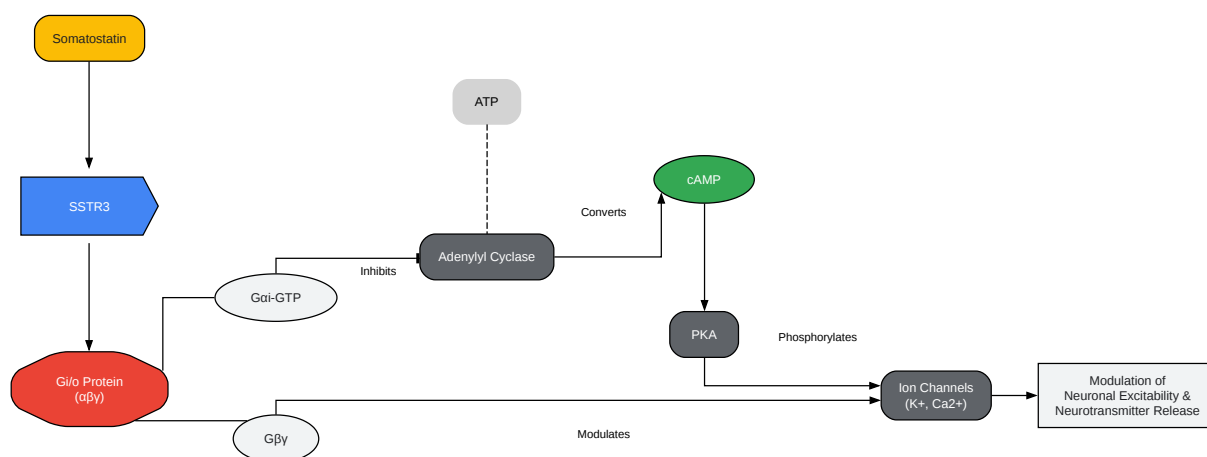 Somatostatin
ATP
cAMP
SSTR3
Converts
Adenylyl Cyclase
Inhibits
Gαi-GTP
PKA
Phosphorylates
Gi/o Protein
(αβγ)
Ion Channels
(K+, Ca2+)
Modulation of
Neuronal Excitability &
Neurotransmitter Release
Gβγ
Modulates